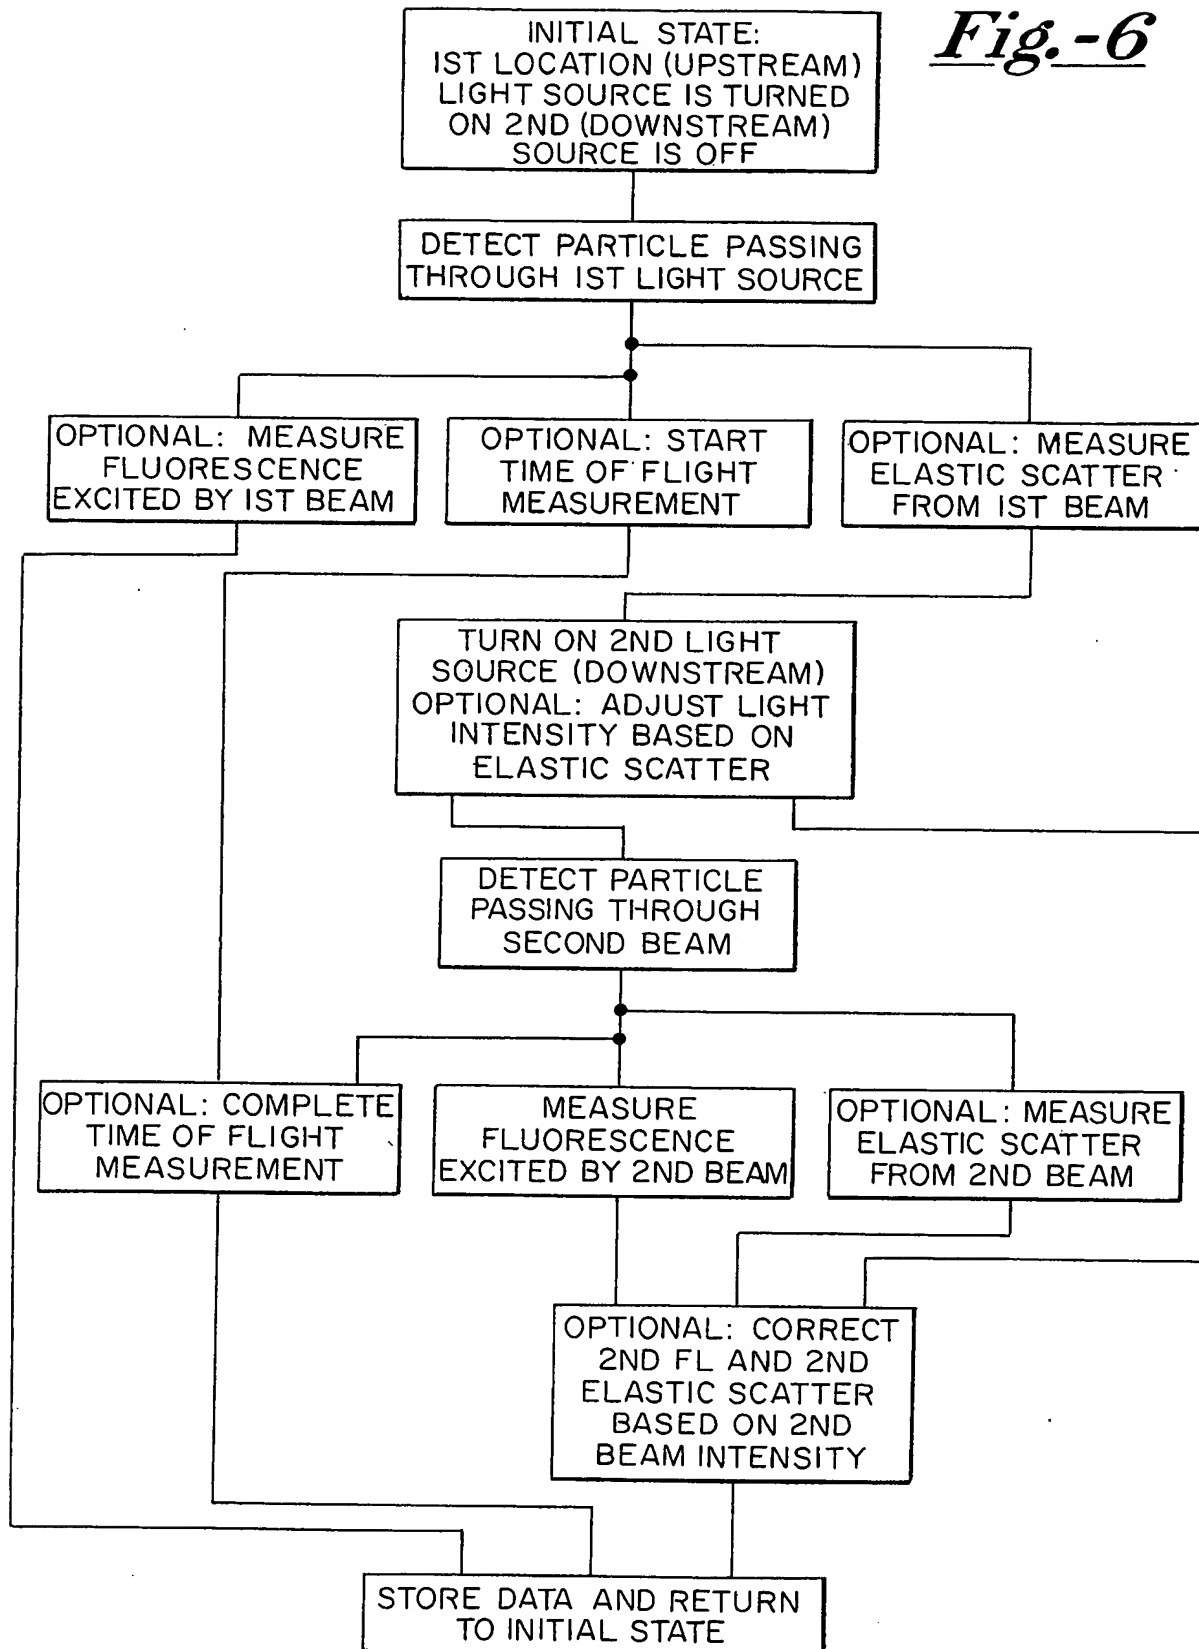 Fig.-6
INITIAL STATE:
1ST LOCATION (UPSTREAM)
LIGHT SOURCE IS TURNED
ON 2ND (DOWNSTREAM)
SOURCE IS OFF
DETECT PARTICLE PASSING
THROUGH 1ST LIGHT SOURCE
OPTIONAL: MEASURE
FLUORESCENCE
EXCITED BY 1ST BEAM
OPTIONAL: START
TIME OF FLIGHT
MEASUREMENT
OPTIONAL: MEASURE
ELASTIC SCATTER
FROM 1ST BEAM
TURN ON 2ND LIGHT
SOURCE (DOWNSTREAM)
OPTIONAL: ADJUST LIGHT
INTENSITY BASED ON
ELASTIC SCATTER
DETECT PARTICLE
PASSING THROUGH
SECOND BEAM
OPTIONAL: COMPLETE
TIME OF FLIGHT
MEASUREMENT
MEASURE
FLUORESCENCE
EXCITED BY 2ND BEAM
OPTIONAL: MEASURE
ELASTIC SCATTER
FROM 2ND BEAM
OPTIONAL: CORRECT
2ND FL AND 2ND
ELASTIC SCATTER
BASED ON 2ND
BEAM INTENSITY
STORE DATA AND RETURN
TO INITIAL STATE